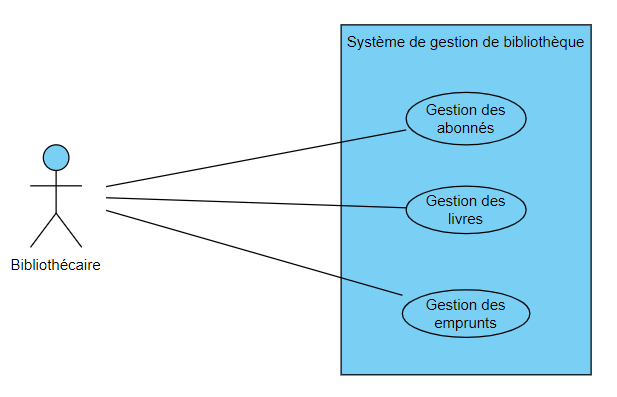 Système de gestion de bibliothèque
Gestion des
abonnés
Gestion des
livres
Bibliothécaire
Gestion des
emprunts